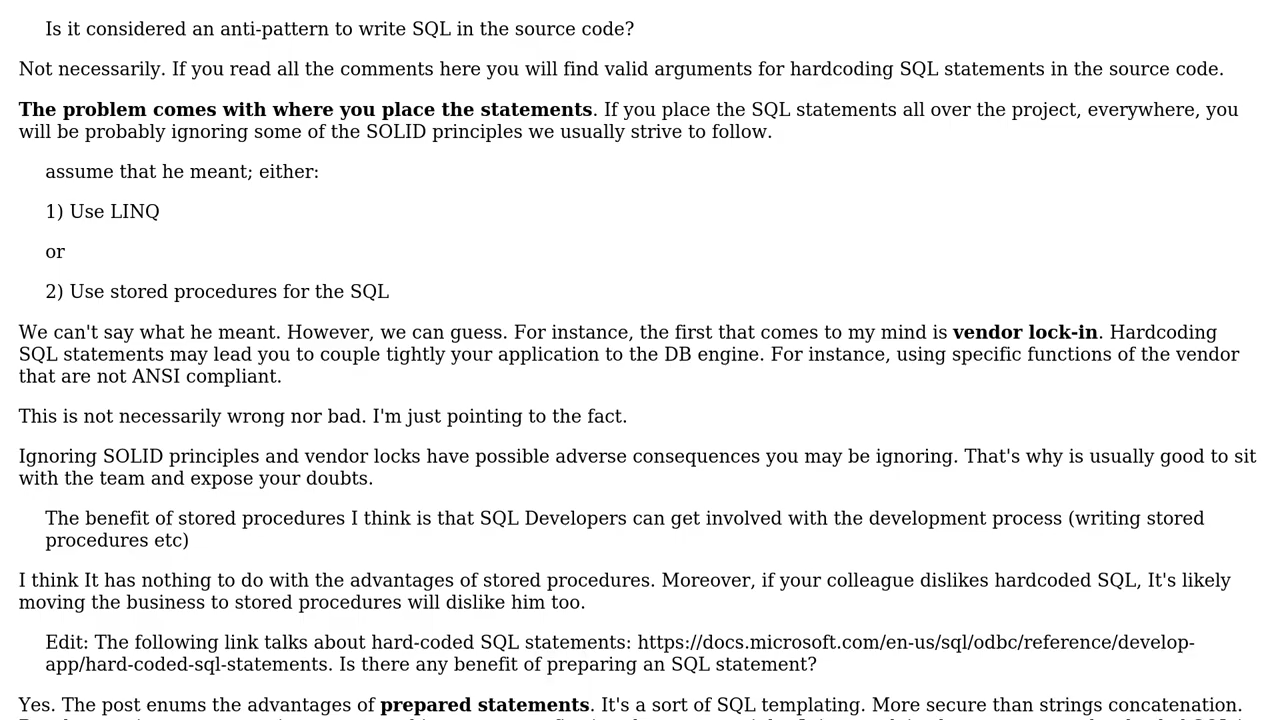 Is it considered an anti-pattern to write SQL in the source code?
Not necessarily. If you read all the comments here you will find valid arguments for hardcoding SQL statements in the source code.
The problem comes with where you place the statements. If you place the SQL statements all over the project, everywhere, you
will be probably ignoring some of the SOLID principles we usually strive to follow.
assume that he meant; either:
1) Use LINQ
or
2) Use stored procedures for the SQL
We can't say what he meant. However, we can guess. For instance, the first that comes to my mind is vendor lock-in. Hardcoding
SQL statements may lead you to couple tightly your application to the DB engine. For instance, using specific functions of the vendor
that are not ANSI compliant.
This is not necessarily wrong nor bad. I'm just pointing to the fact.
Ignoring SOLID principles and vendor locks have possible adverse consequences you may be ignoring. That's why is usually good to sit
with the team and expose your doubts.
The benefit of stored procedures I think is that SQL Developers can get involved with the development process (writing stored
procedures etc)
I think It has nothing to do with the advantages of stored procedures. Moreover, if your colleague dislikes hardcoded SQL, It's likely
moving the business to stored procedures will dislike him too.
Edit: The following link talks about hard-coded SQL statements: https://docs.microsoft.com/en-us/sql/odbc/reference/develop-
app/hard-coded-sql-statements. Is there any benefit of preparing an SQL statement?
Yes. The post enums the advantages of prepared statements. It's a sort of SQL templating. More secure than strings concatenation.